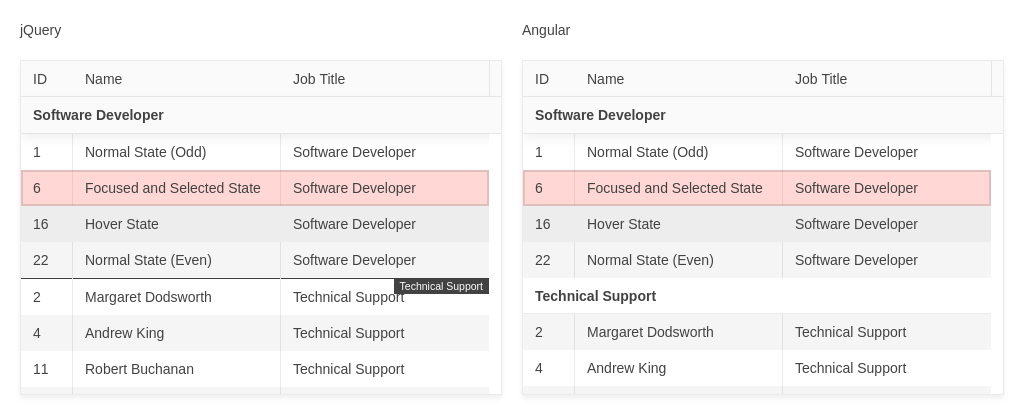 jQuery
ID Name Job Title
Software Developer
1 Normal State (Odd) Software Developer
6 Focused and Selected State Software Developer
16 Hover State Software Developer
22 Normal State (Even) Software Developer
Technical Support
2 Margaret Dodsworth Technical Support
4 Andrew King Technical Support
11 Robert Buchanan Technical Support
Angular
ID Name Job Title
Software Developer
1 Normal State (Odd) Software Developer
6 Focused and Selected State Software Developer
16 Hover State Software Developer
22 Normal State (Even) Software Developer
Technical Support
2 Margaret Dodsworth Technical Support
4 Andrew King Technical Support